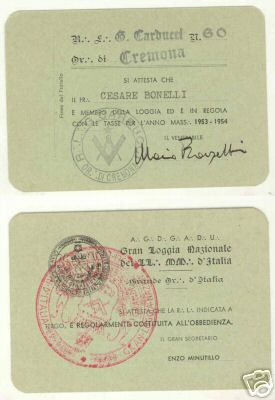 R∴ L∴ G. Carducci N. 60
Or∴ di Cremona
Firma del Fratello
SI ATTESTA CHE
IL FR∴ CESARE BONELLI
E MEMBRO DELLA LOGGIA ED È IN REGOLA
CON LE TASSE PER L'ANNO MASS∴ 1953 - 1954
IL VENERABILE
A. G. D. G. A. D. U.
Gran Loggia Nazionale
dei LL∴ MM∴ d'Italia
Grande Or∴ d'Italia
SI ATTESTA CHE LA R∴ L∴ INDICATA A
TERGO, E REGOLARMENTE COSTITUITA ALL'OBBEDIENZA.
IL GRAN SEGRETARIO
ENZO MINUTILLO